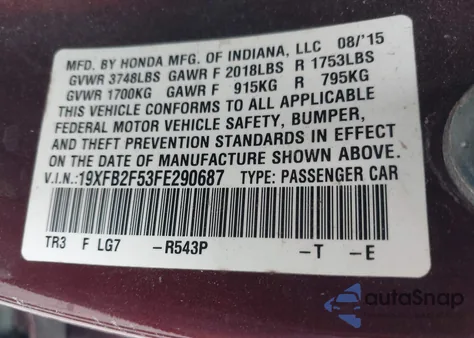 MFD. BY HONDA MFG. OF INDIANA, LLC 08/'15
GVWR 3748LBS GAWR F 2018LBS R 1753LBS
GVWR 1700KG GAWR F 915KG R 795KG
THIS VEHICLE CONFORMS TO ALL APPLICABLE
FEDERAL MOTOR VEHICLE SAFETY, BUMPER,
AND THEFT PREVENTION STANDARDS IN EFFECT
ON THE DATE OF MANUFACTURE SHOWN ABOVE.
V.I.N.: 19XFB2F53FE290687 TYPE: PASSENGER CAR
TR3 F LG7 -R543P -T -E
autoSnap